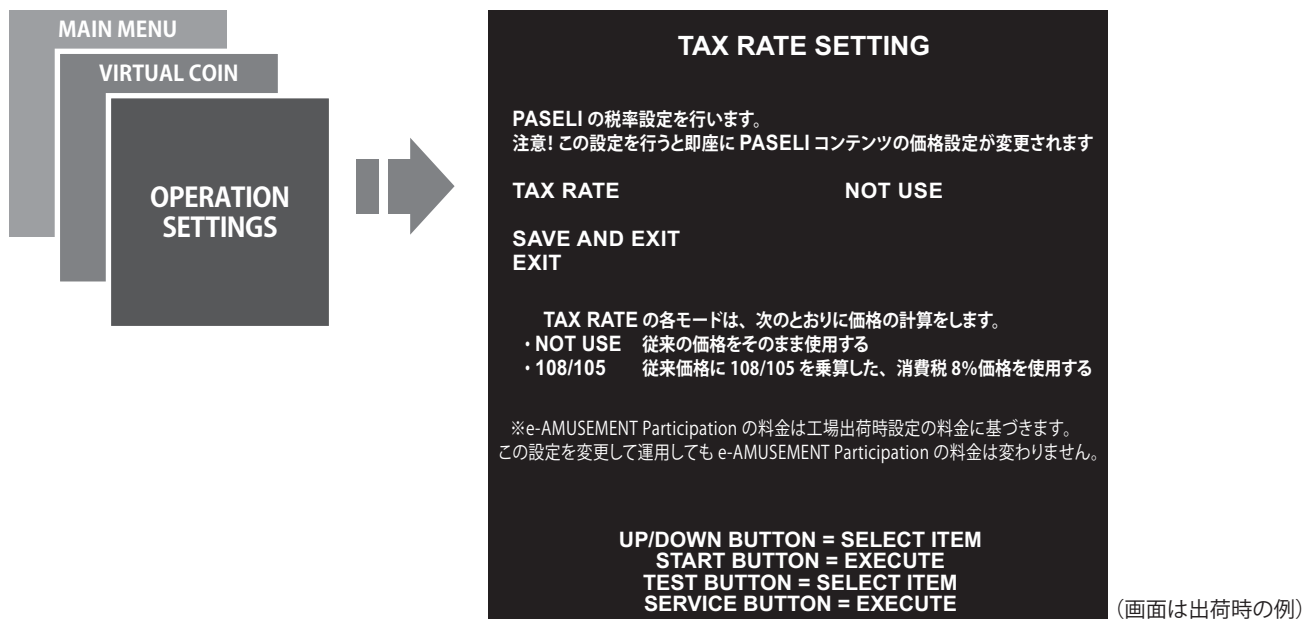 MAIN MENU
VIRTUAL COIN
OPERATION
SETTINGS
TAX RATE SETTING
PASELI の税率設定を行います。
注意! この設定を行うと即座に PASELI コンテンツの価格設定が変更されます
TAX RATE NOT USE
SAVE AND EXIT
EXIT
TAX RATE の各モードは、次のとおりに価格の計算をします。
・NOT USE 従来の価格をそのまま使用する
・108/105 従来価格に 108/105 を乗算した、消費税 8%価格を使用する
※e-AMUSEMENT Participation の料金は工場出荷時設定の料金に基づきます。
この設定を変更して運用しても e-AMUSEMENT Participation の料金は変わりません。
UP/DOWN BUTTON = SELECT ITEM
START BUTTON = EXECUTE
TEST BUTTON = SELECT ITEM
SERVICE BUTTON = EXECUTE
(画面は出荷時の例)